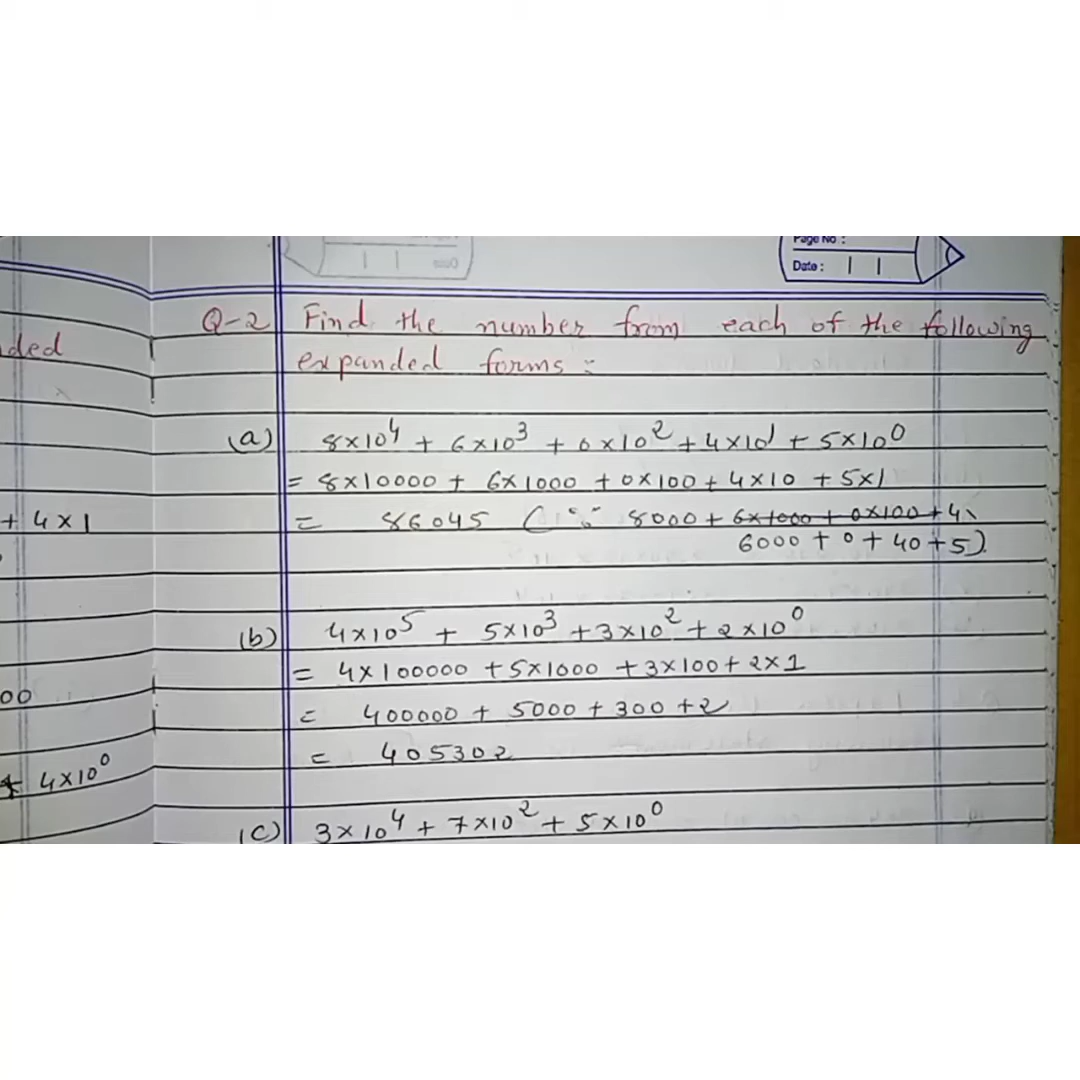 Page No :
Date :
Q-2 Find the number from each of the following
expanded forms :
(a) 8×10⁴ + 6×10³ + 0×10² + 4×10¹ + 5×10⁰
= 8×10000 + 6×1000 + 0×100 + 4×10 + 5×1
= 86045 (∵ 8000 + 6×1000 + 0×100 + 4×
6000 + 0 + 40 + 5)
(b) 4×10⁵ + 5×10³ + 3×10² + 2×10⁰
= 4×100000 + 5×1000 + 3×100 + 2×1
= 400000 + 5000 + 300 + 2
= 405302
(c) 3×10⁴ + 7×10² + 5×10⁰
ded
+ 4×1
00
+ 4×10⁰